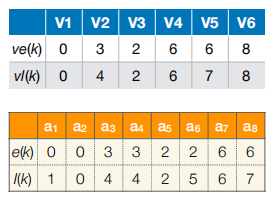 V1 V2 V3 V4 V5 V6
ve(k) 0 3 2 6 6 8
vl(k) 0 4 2 6 7 8
a1 a2 a3 a4 a5 a6 a7 a8
e(k) 0 0 3 3 2 2 6 6
l(k) 1 0 4 4 2 5 6 7